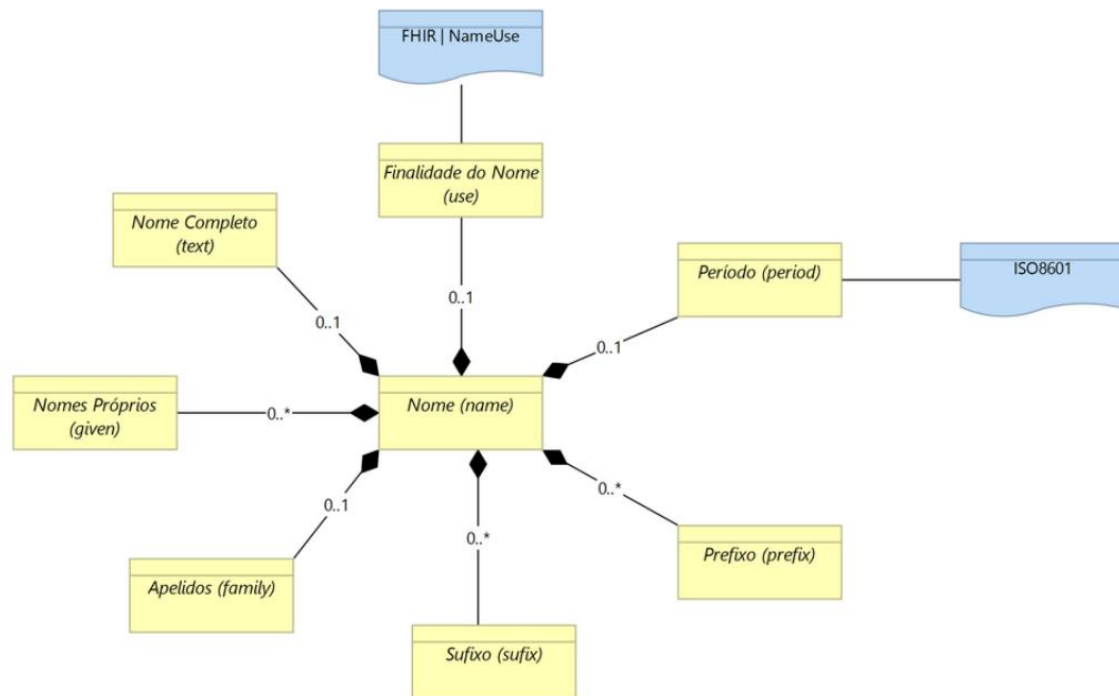 FHIR | NameUse
Finalidade do Nome
(use)
Nome Completo
(text)
Período (period)
ISO8601
0..1
0..1
0..1
Nomes Próprios
(given)
0..*
Nome (name)
0..1
0..*
0..*
Apelidos (family)
Prefixo (prefix)
Sufixo (sufix)